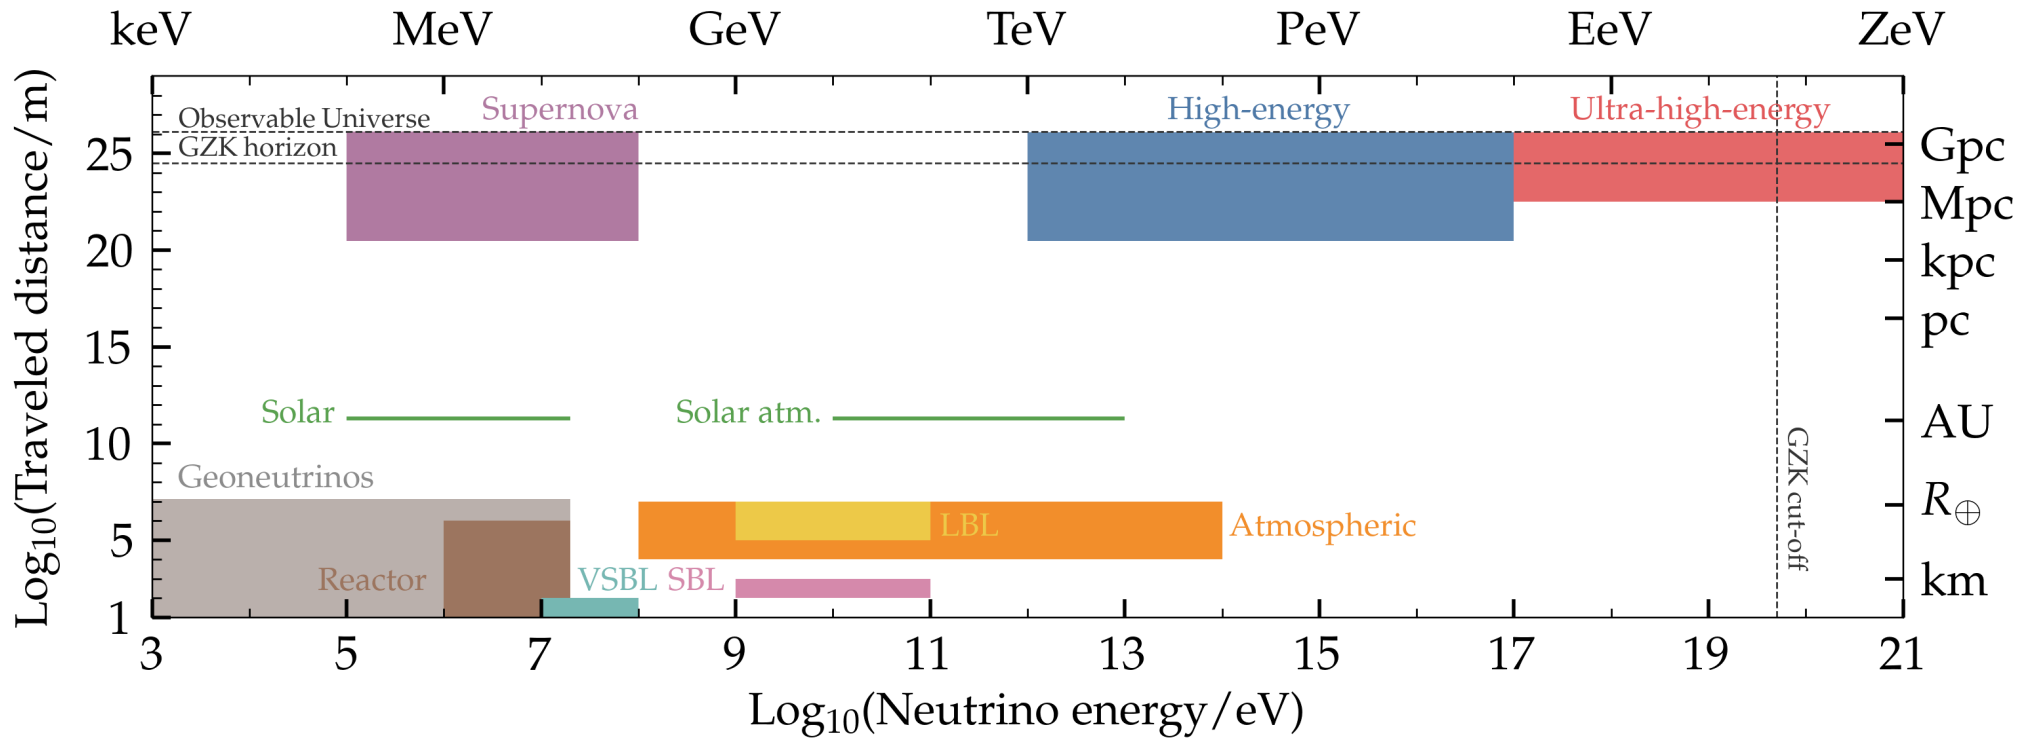 keV MeV GeV TeV PeV EeV ZeV
Observable Universe
Supernova
High-energy
Ultra-high-energy
GZK horizon
25
20
15
10
5
1
Log10(Traveled distance/m)
Gpc
Mpc
kpc
pc
AU
R⊕
km
Solar
Solar atm.
Geoneutrinos
Reactor
VSBL
SBL
LBL
Atmospheric
GZK cut-off
3 5 7 9 11 13 15 17 19 21
Log10(Neutrino energy/eV)